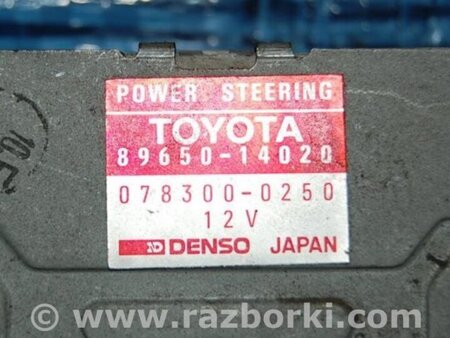 POWER STEERING
TOYOTA
89650-14020
078300-0250
12V
DENSO JAPAN
© www.razborki.com